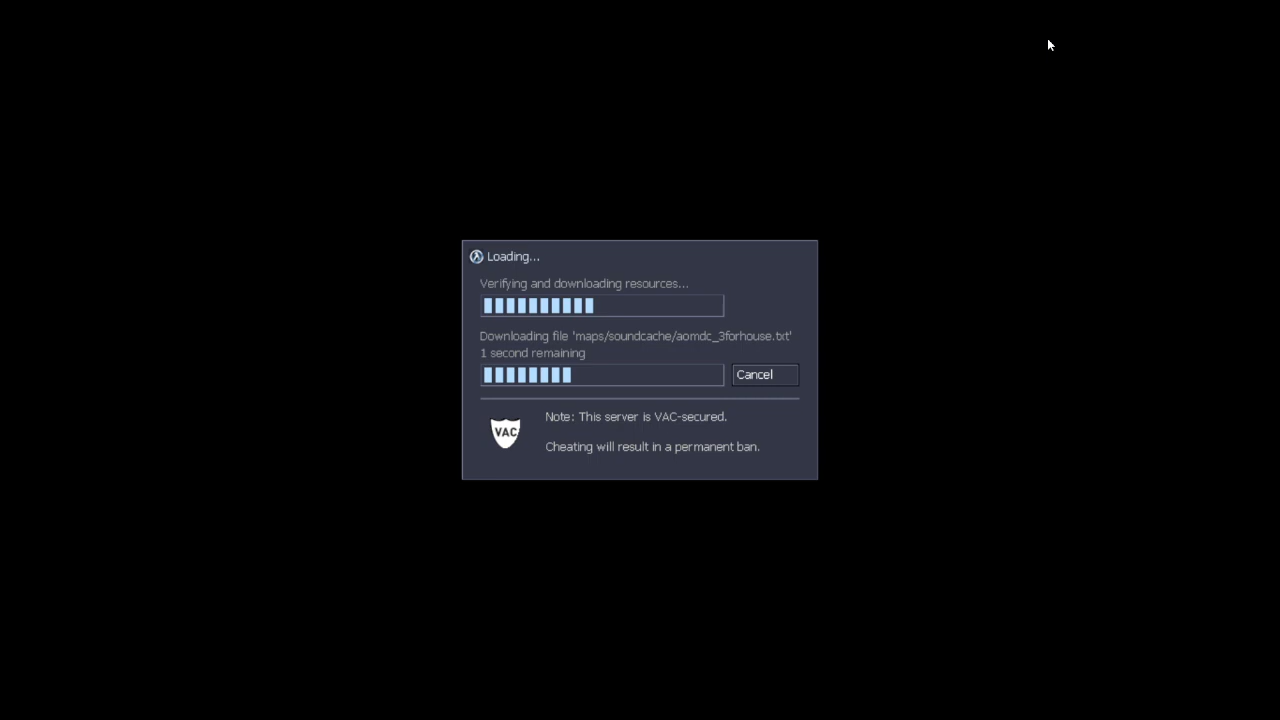 Loading...
Verifying and downloading resources...
Downloading file 'maps/soundcache/aomdc_3forhouse.txt'
1 second remaining
Cancel
VAC
Note: This server is VAC-secured.
Cheating will result in a permanent ban.